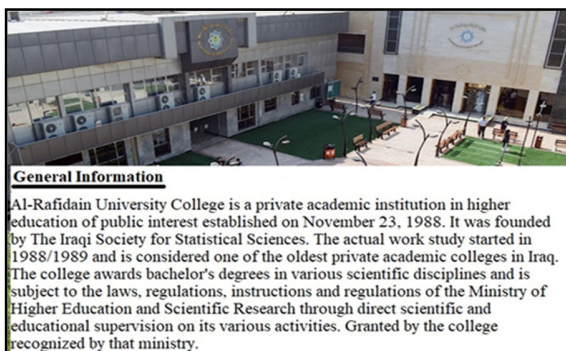 General Information
Al-Rafidain University College is a private academic institution in higher
education of public interest established on November 23, 1988. It was founded
by The Iraqi Society for Statistical Sciences. The actual work study started in
1988/1989 and is considered one of the oldest private academic colleges in Iraq.
The college awards bachelor's degrees in various scientific disciplines and is
subject to the laws, regulations, instructions and regulations of the Ministry of
Higher Education and Scientific Research through direct scientific and
educational supervision on its various activities. Granted by the college
recognized by that ministry.